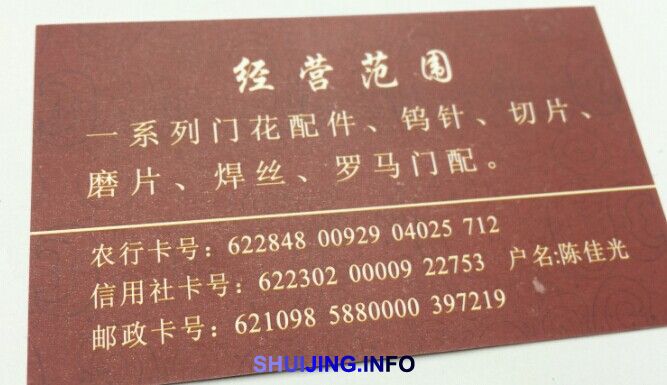 经营范围
一系列门花配件、钨针、切片、
磨片、焊丝、罗马门配。
农行卡号：622848 00929 04025 712
信用社卡号：622302 00009 22753 户名:陈佳光
邮政卡号：621098 5880000 397219
SHUIJING.INFO